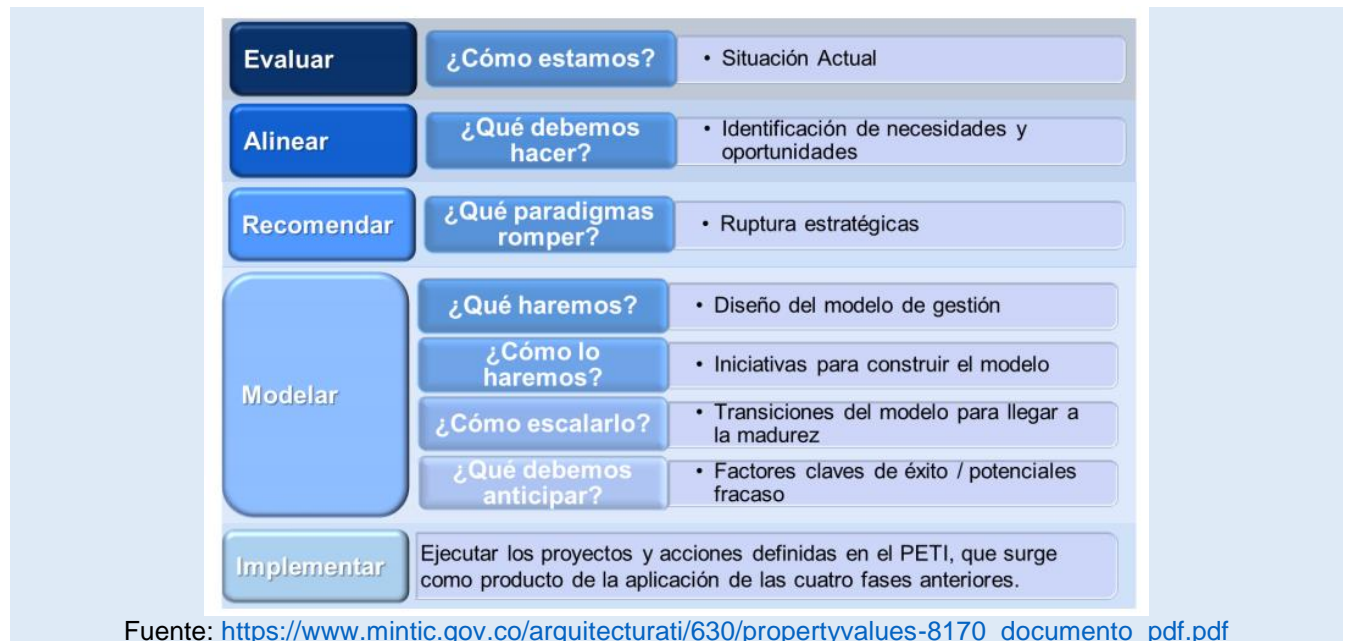 Evaluar
¿Cómo estamos?
• Situación Actual
Alinear
¿Qué debemos
hacer?
• Identificación de necesidades y
oportunidades
Recomendar
¿Qué paradigmas
romper?
• Ruptura estratégicas
Modelar
¿Qué haremos?
• Diseño del modelo de gestión
¿Cómo lo
haremos?
• Iniciativas para construir el modelo
¿Cómo escalarlo?
• Transiciones del modelo para llegar a
la madurez
¿Qué debemos
anticipar?
• Factores claves de éxito / potenciales
fracaso
Implementar
Ejecutar los proyectos y acciones definidas en el PETI, que surge
como producto de la aplicación de las cuatro fases anteriores.
Fuente: https://www.mintic.gov.co/arquitecturati/630/propertyvalues-8170_documento_pdf.pdf